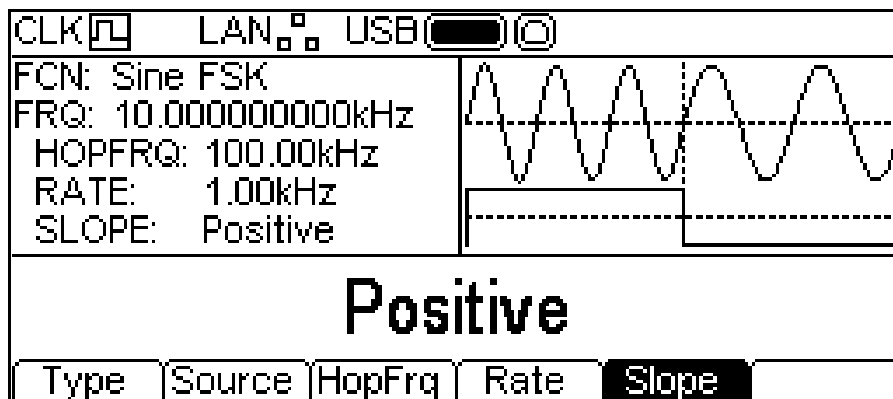 CLK LAN USB
FCN: Sine FSK
FRQ: 10.000000000kHz
HOPFRQ: 100.00kHz
RATE: 1.00kHz
SLOPE: Positive
Positive
Type Source HopFrq Rate Slope